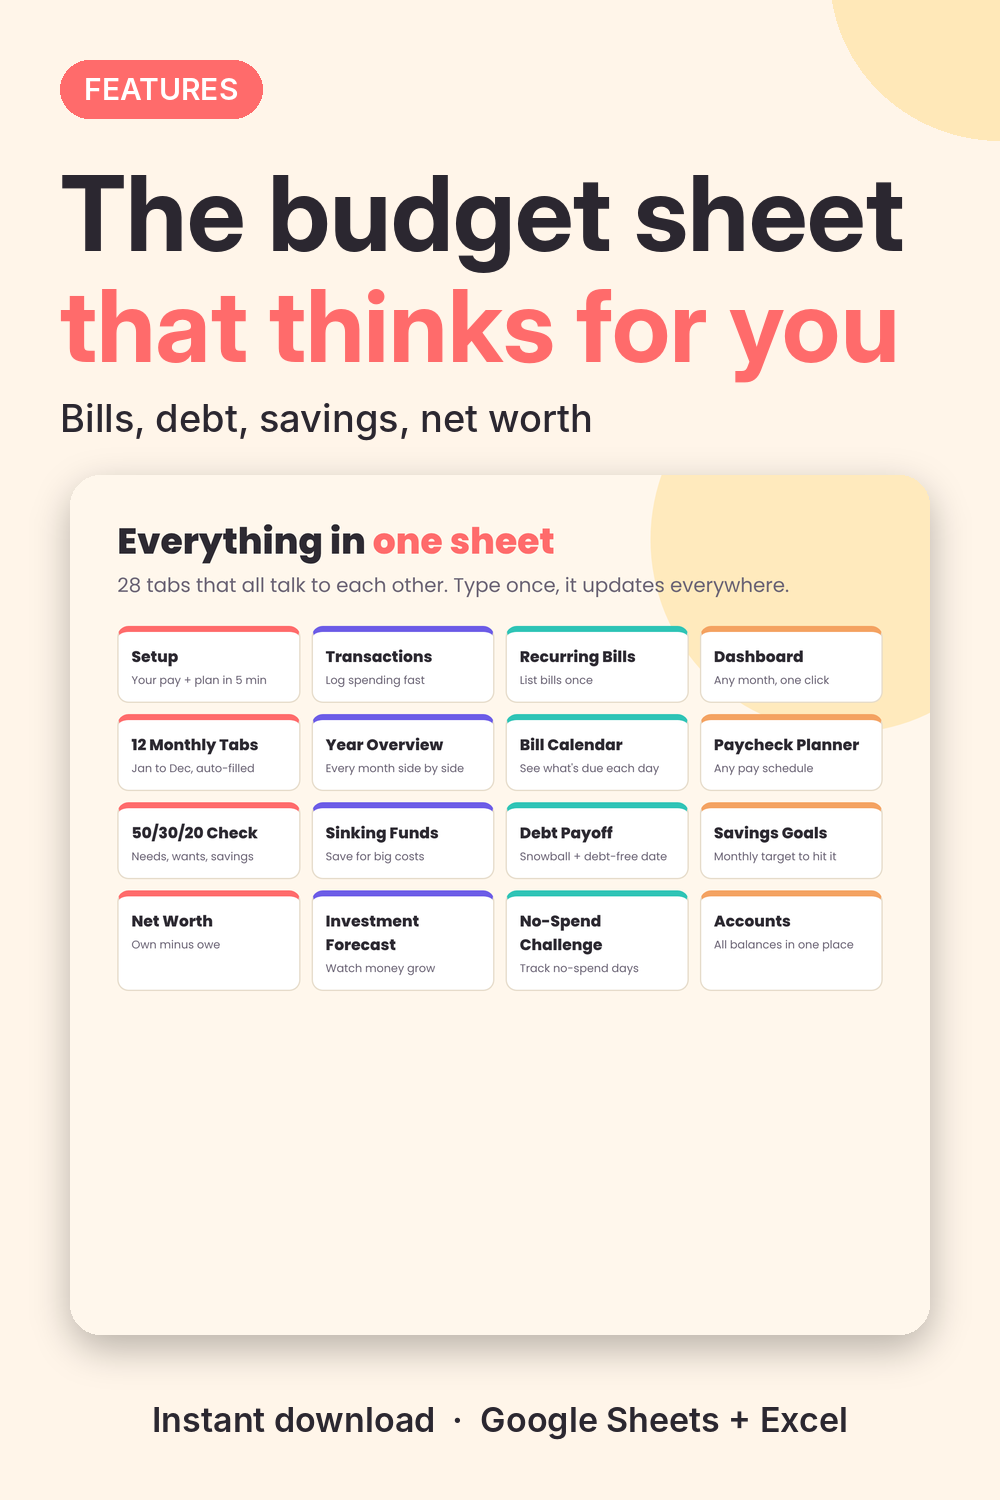 FEATURES
The budget sheet
that thinks for you
Bills, debt, savings, net worth
Everything in one sheet
28 tabs that all talk to each other. Type once, it updates everywhere.
Setup
Your pay + plan in 5 min
Transactions
Log spending fast
Recurring Bills
List bills once
Dashboard
Any month, one click
12 Monthly Tabs
Jan to Dec, auto-filled
Year Overview
Every month side by side
Bill Calendar
See what's due each day
Paycheck Planner
Any pay schedule
50/30/20 Check
Needs, wants, savings
Sinking Funds
Save for big costs
Debt Payoff
Snowball + debt-free date
Savings Goals
Monthly target to hit it
Net Worth
Own minus owe
Investment
Forecast
Watch money grow
No-Spend
Challenge
Track no-spend days
Accounts
All balances in one place
Instant download · Google Sheets + Excel